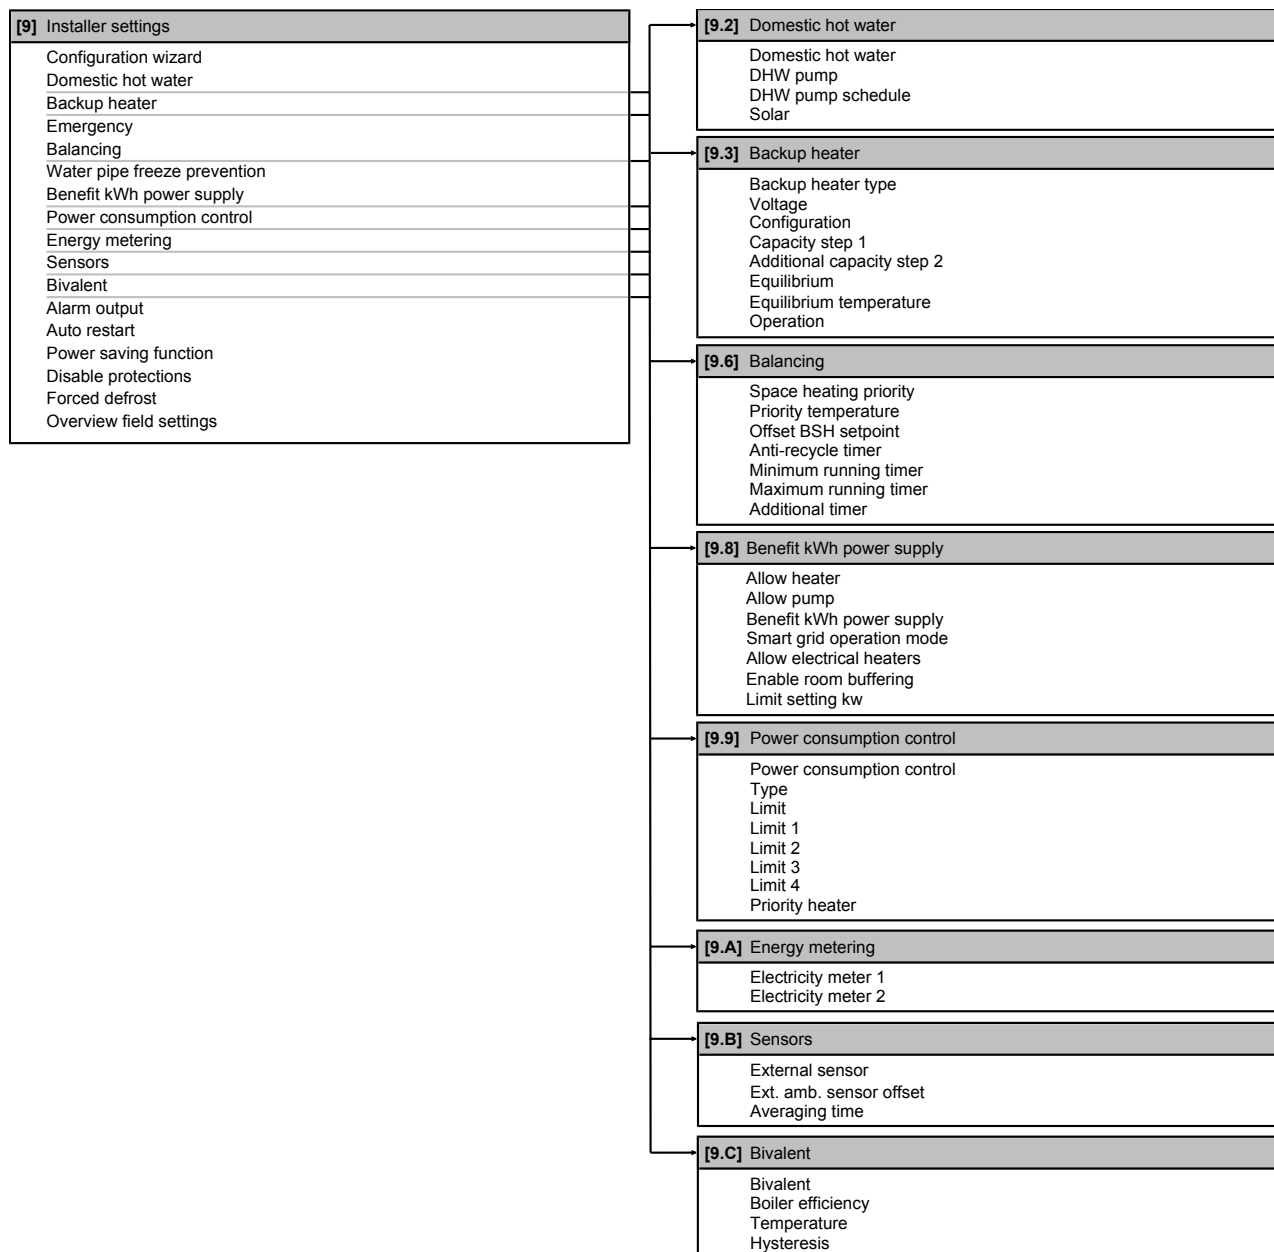 [9] Installer settings
Configuration wizard
Domestic hot water
Backup heater
Emergency
Balancing
Water pipe freeze prevention
Benefit kWh power supply
Power consumption control
Energy metering
Sensors
Bivalent
Alarm output
Auto restart
Power saving function
Disable protections
Forced defrost
Overview field settings
[9.2] Domestic hot water
Domestic hot water
DHW pump
DHW pump schedule
Solar
[9.3] Backup heater
Backup heater type
Voltage
Configuration
Capacity step 1
Additional capacity step 2
Equilibrium
Equilibrium temperature
Operation
[9.6] Balancing
Space heating priority
Priority temperature
Offset BSH setpoint
Anti-recycle timer
Minimum running timer
Maximum running timer
Additional timer
[9.8] Benefit kWh power supply
Allow heater
Allow pump
Benefit kWh power supply
Smart grid operation mode
Allow electrical heaters
Enable room buffering
Limit setting kw
[9.9] Power consumption control
Power consumption control
Type
Limit
Limit 1
Limit 2
Limit 3
Limit 4
Priority heater
[9.A] Energy metering
Electricity meter 1
Electricity meter 2
[9.B] Sensors
External sensor
Ext. amb. sensor offset
Averaging time
[9.C] Bivalent
Bivalent
Boiler efficiency
Temperature
Hysteresis